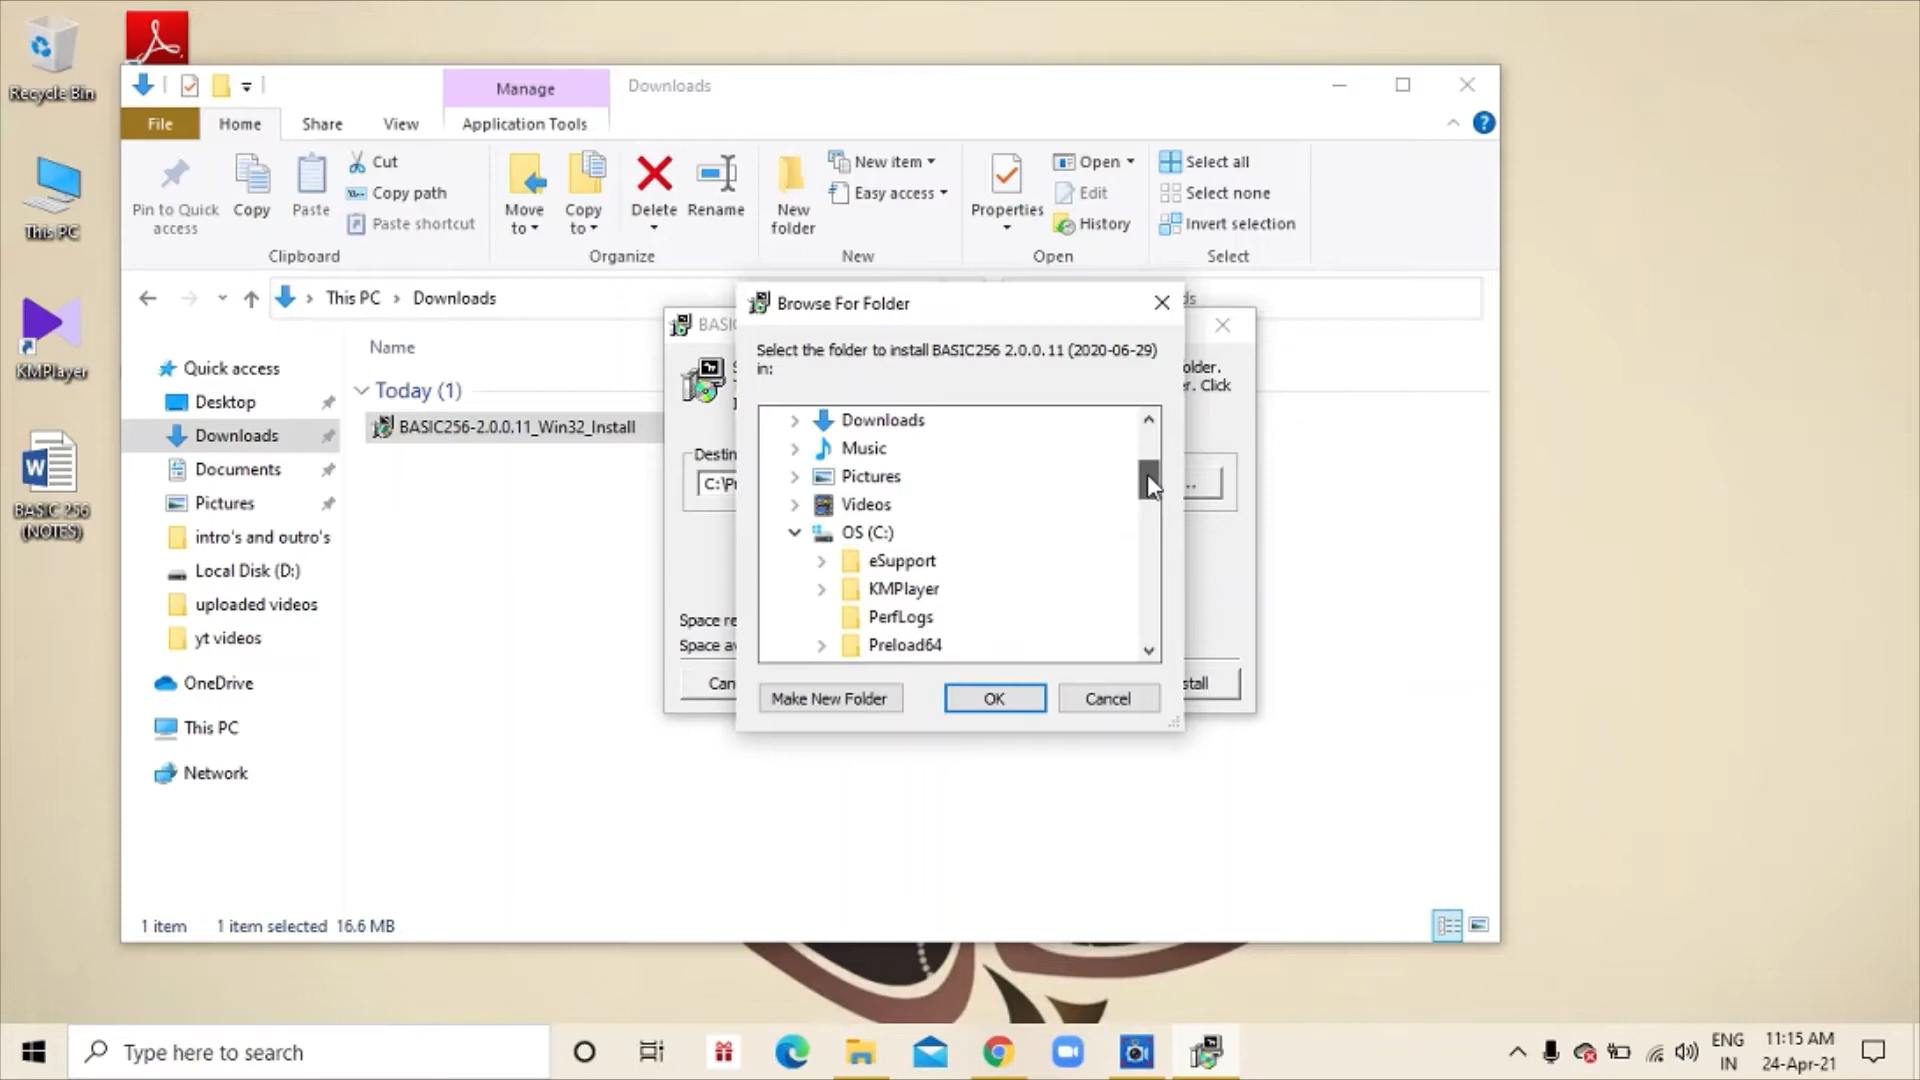 Recycle Bin
This PC
KMPlayer
BASIC 256
(NOTES)
Manage
Downloads
File
Home
Share
View
Application Tools
Pin to Quick
access
Copy
Paste
Cut
Copy path
Paste shortcut
Clipboard
Move
to
Copy
to
Delete
Rename
Organize
New
folder
New item
Easy access
New
Properties
Open
Edit
History
Open
Select all
Select none
Invert selection
Select
This PC > Downloads
ds
Name
Today (1)
BASIC256-2.0.0.11_Win32_Install
Quick access
Desktop
Downloads
Documents
Pictures
intro's and outro's
Local Disk (D:)
uploaded videos
yt videos
OneDrive
This PC
Network
BASI
older.
er. Click
Destin
C:\Pr
Space re
Space av
Can
stall
Browse For Folder
Select the folder to install BASIC256 2.0.0.11 (2020-06-29)
in:
Downloads
Music
Pictures
Videos
OS (C:)
eSupport
KMPlayer
PerfLogs
Preload64
Make New Folder
OK
Cancel
1 item
1 item selected 16.6 MB
Type here to search
ENG
IN
11:15 AM
24-Apr-21